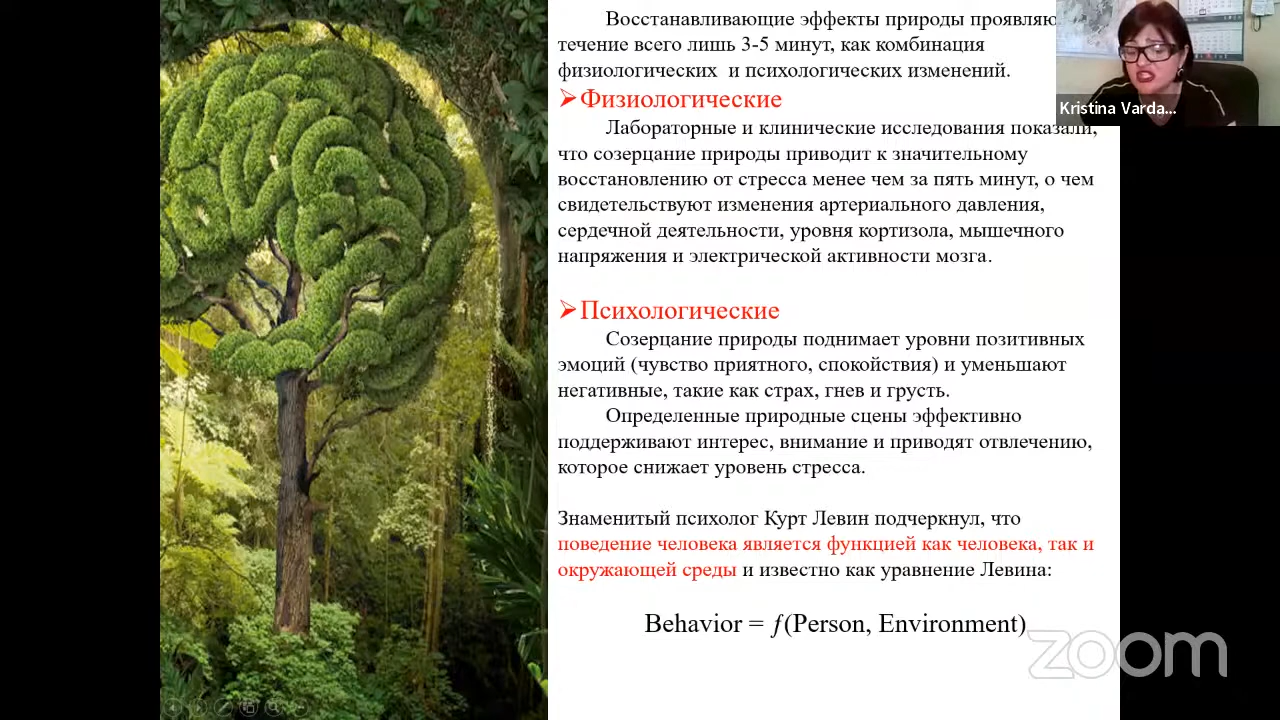 Восстанавливающие эффекты природы
течение всего лишь 3-5 минут, как комбинация
физиологических и психологических изменений.
Kristina Varda...
➢Физиологические
Лабораторные и клинические исследования показали,
что созерцание природы приводит к значительному
восстановлению от стресса менее чем за пять минут, о чем
свидетельствуют изменения артериального давления,
сердечной деятельности, уровня кортизола, мышечного
напряжения и электрической активности мозга.
➢Психологические
Созерцание природы поднимает уровни позитивных
эмоций (чувство приятного, спокойствия) и уменьшают
негативные, такие как страх, гнев и грусть.
Определенные природные сцены эффективно
поддерживают интерес, внимание и приводят отвлечению,
которое снижает уровень стресса.
Знаменитый психолог Курт Левин подчеркнул, что
поведение человека является функцией как человека, так и
окружающей среды и известно как уравнение Левина:
Behavior = ƒ(Person, Environment)
zoom